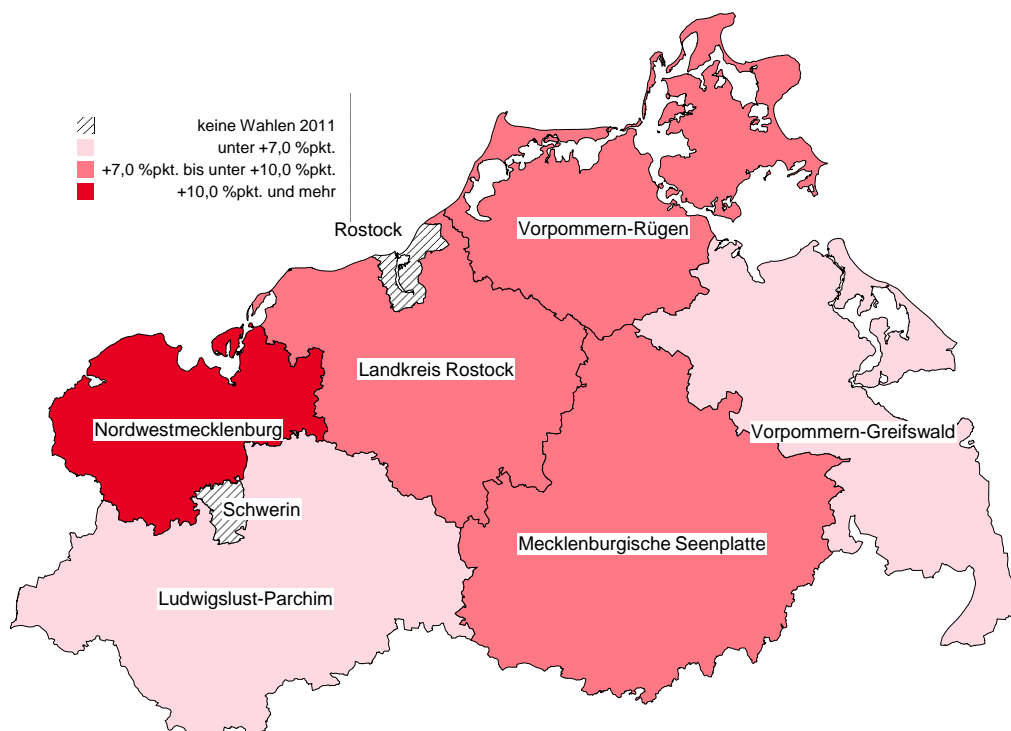 keine Wahlen 2011
unter +7,0 %pkt.
+7,0 %pkt. bis unter +10,0 %pkt.
+10,0 %pkt. und mehr
Rostock
Vorpommern-Rügen
Landkreis Rostock
Nordwestmecklenburg
Vorpommern-Greifswald
Schwerin
Mecklenburgische Seenplatte
Ludwigslust-Parchim